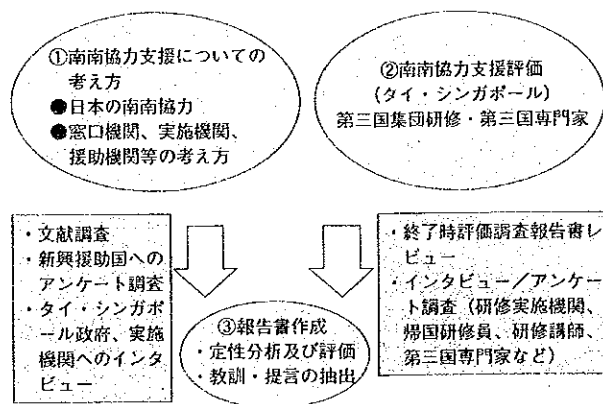 ①南南協力支援についての
考え方
●日本の南南協力
●窓口機関、実施機関、
援助機関等の考え方
②南南協力支援評価
(タイ・シンガポール)
第三国集団研修・第三国専門家
・文献調査
・新興援助国への
アンケート調査
・タイ・シンガポ
ール政府、実施
機関へのインタ
ビュー
・終了時評価調査報告書レ
ビュー
・インタビュー／アンケー
ト調査（研修実施機関、
帰国研修員、研修講師、
第三国専門家など）
③報告書作成
・定性分析及び評価
・教訓・提言の抽出